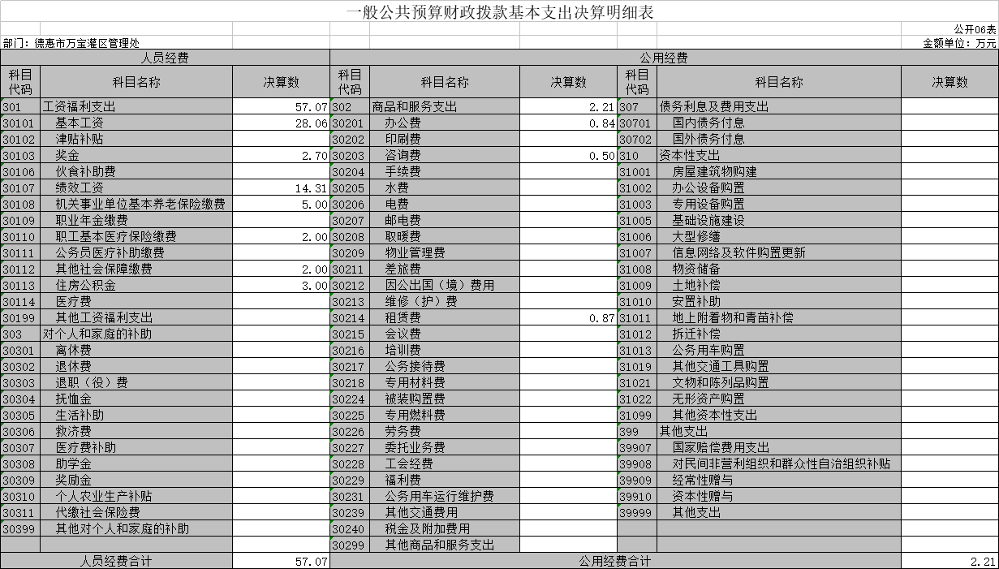 一般公共预算财政拨款基本支出决算明细表
公开06表
部门：德惠市万宝灌区管理处 金额单位：万元
人员经费 公用经费
科目代码 科目名称 决算数 科目代码 科目名称 决算数 科目代码 科目名称 决算数
301 工资福利支出 57.07 302 商品和服务支出 2.21 307 债务利息及费用支出
30101 基本工资 28.06 30201 办公费 0.84 30701 国内债务付息
30102 津贴补贴 30202 印刷费 30702 国外债务付息
30103 奖金 2.70 30203 咨询费 0.50 310 资本性支出
30106 伙食补助费 30204 手续费 31001 房屋建筑物购建
30107 绩效工资 14.31 30205 水费 31002 办公设备购置
30108 机关事业单位基本养老保险缴费 5.00 30206 电费 31003 专用设备购置
30109 职业年金缴费 30207 邮电费 31005 基础设施建设
30110 职工基本医疗保险缴费 2.00 30208 取暖费 31006 大型修缮
30111 公务员医疗补助缴费 30209 物业管理费 31007 信息网络及软件购置更新
30112 其他社会保障缴费 2.00 30211 差旅费 31008 物资储备
30113 住房公积金 3.00 30212 因公出国（境）费用 31009 土地补偿
30114 医疗费 30213 维修（护）费 31010 安置补助
30199 其他工资福利支出 30214 租赁费 0.87 31011 地上附着物和青苗补偿
303 对个人和家庭的补助 30215 会议费 31012 拆迁补偿
30301 离休费 30216 培训费 31013 公务用车购置
30302 退休费 30217 公务接待费 31019 其他交通工具购置
30303 退职（役）费 30218 专用材料费 31021 文物和陈列品购置
30304 抚恤金 30224 被装购置费 31022 无形资产购置
30305 生活补助 30225 专用燃料费 31099 其他资本性支出
30306 救济费 30226 劳务费 399 其他支出
30307 医疗费补助 30227 委托业务费 39907 国家赔偿费用支出
30308 助学金 30228 工会经费 39908 对民间非营利组织和群众性自治组织补贴
30309 奖励金 30229 福利费 39909 经常性赠与
30310 个人农业生产补贴 30231 公务用车运行维护费 39910 资本性赠与
30311 代缴社会保险费 30239 其他交通费用 39999 其他支出
30399 其他对个人和家庭的补助 30240 税金及附加费用
30299 其他商品和服务支出
人员经费合计 57.07 公用经费合计 2.21